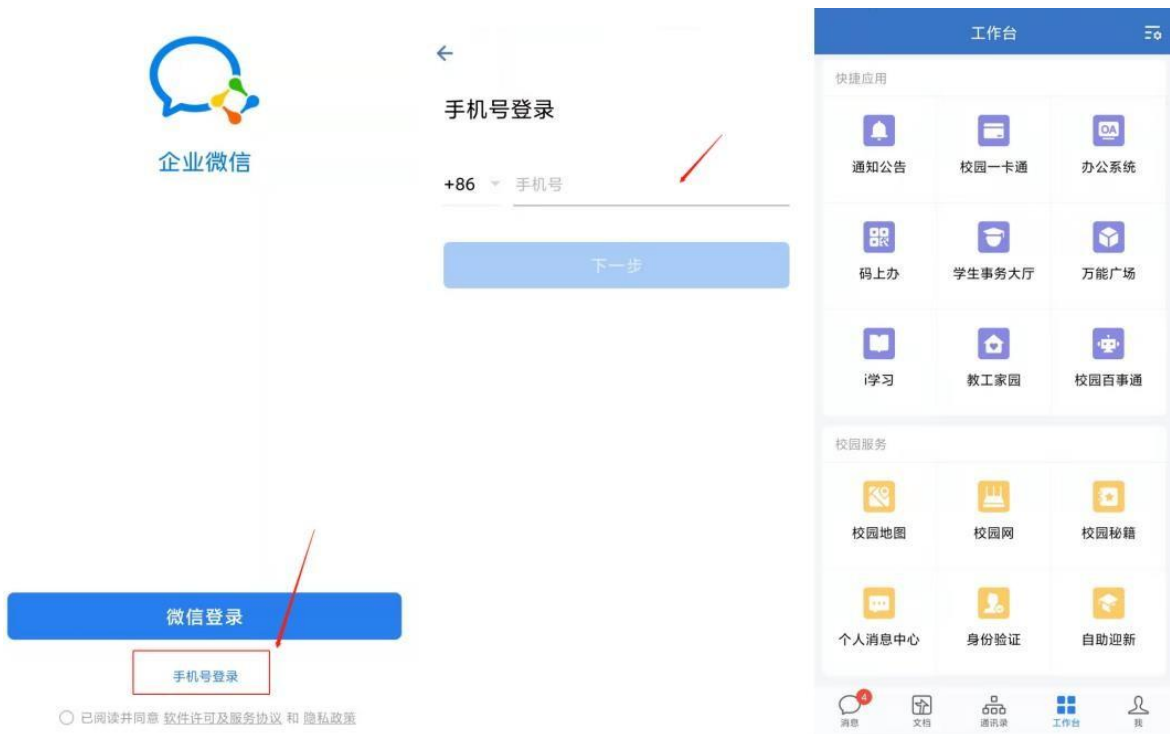 企业微信
微信登录
手机号登录
已阅读并同意 软件许可及服务协议 和 隐私政策
手机号登录
+86 手机号
下一步
工作台
快捷应用
通知公告 校园一卡通 办公系统
OA
码上办 学生事务大厅 万能广场
i学习 教工家园 校园百事通
校园服务
校园地图 校园网 校园秘籍
个人消息中心 身份验证 自助迎新
4
消息 文档 通讯录 工作台 我